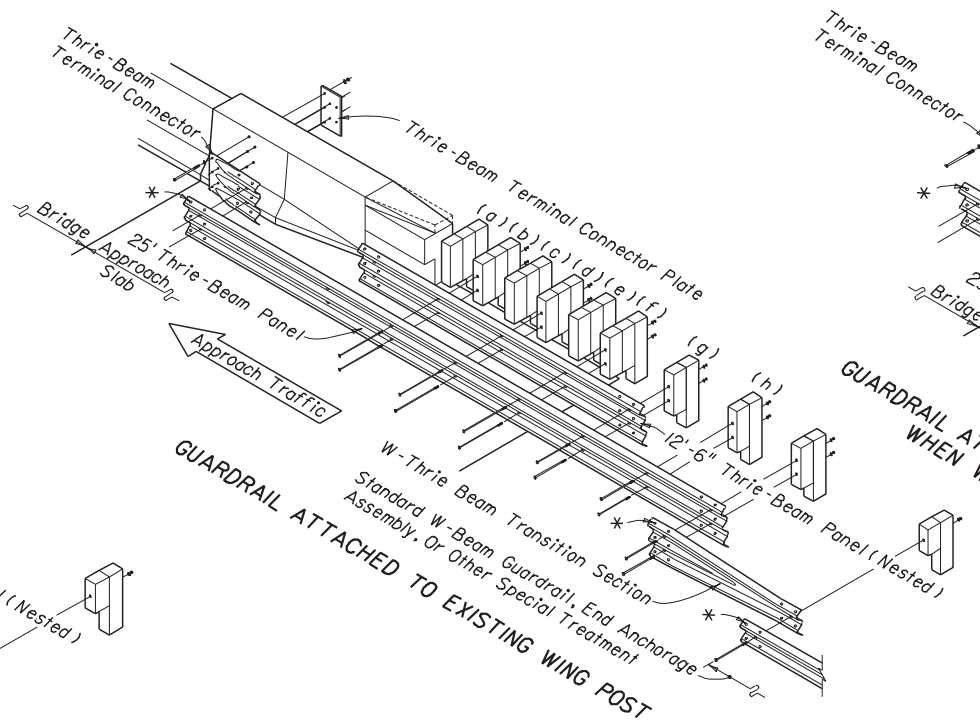 Thrie-Beam
Terminal Connector
Thrie-Beam Terminal Connector Plate
*
Bridge
Approach
Slab
25' Thrie-Beam Panel
Approach Traffic
(a)(b)(c)(d)(e)(f)
(g)
(h)
12'-6" Thrie-Beam Panel (Nested)
W-Thrie Beam Transition Section
*
Standard W-Beam Guardrail, End Anchorage
Assembly, Or Other Special Treatment
*
GUARDRAIL ATTACHED TO EXISTING WING POST
(Nested)
Thrie-Beam
Terminal Connector
*
2
Bridge
GUARDRAIL AT
WHEN W